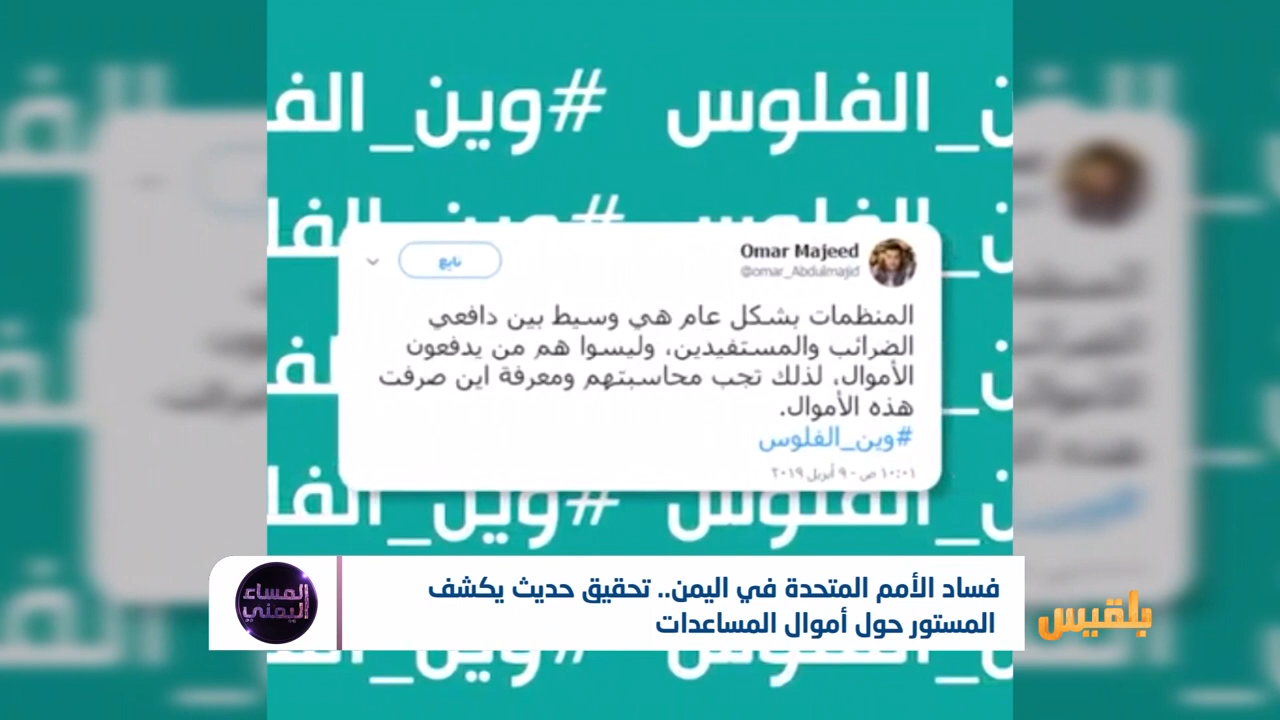 #وين_الفلوس
Omar Majeed
@omar_Abdulmajid
تابع
المنظمات بشكل عام هي وسيط بين دافعي
الضرائب والمستفيدين، وليسوا هم من يدفعون
الأموال، لذلك تجب محاسبتهم ومعرفة اين صرفت
هذه الأموال.
#وين_الفلوس
١٠:٠١ ص - ٩ أبريل ٢٠١٩
فساد الأمم المتحدة في اليمن.. تحقيق حديث يكشف
المستور حول أموال المساعدات
بلقيس
المساء
اليمني